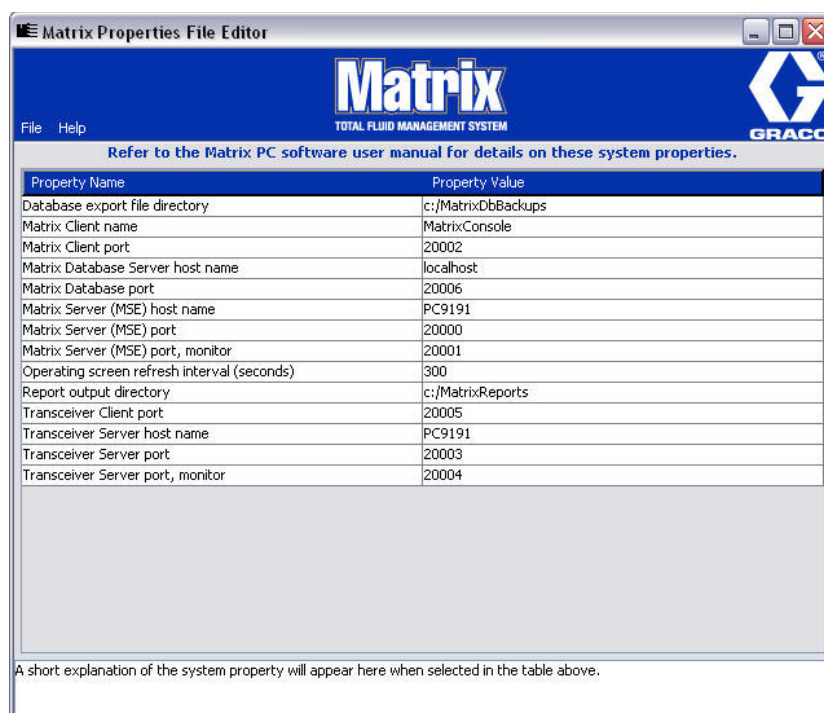 Matrix Properties File Editor
Matrix
TOTAL FLUID MANAGEMENT SYSTEM
File Help
GRACO
Refer to the Matrix PC software user manual for details on these system properties.
Property Name Property Value
Database export file directory c:/MatrixDbBackups
Matrix Client name MatrixConsole
Matrix Client port 20002
Matrix Database Server host name localhost
Matrix Database port 20006
Matrix Server (MSE) host name PC9191
Matrix Server (MSE) port 20000
Matrix Server (MSE) port, monitor 20001
Operating screen refresh interval (seconds) 300
Report output directory c:/MatrixReports
Transceiver Client port 20005
Transceiver Server host name PC9191
Transceiver Server port 20003
Transceiver Server port, monitor 20004
A short explanation of the system property will appear here when selected in the table above.